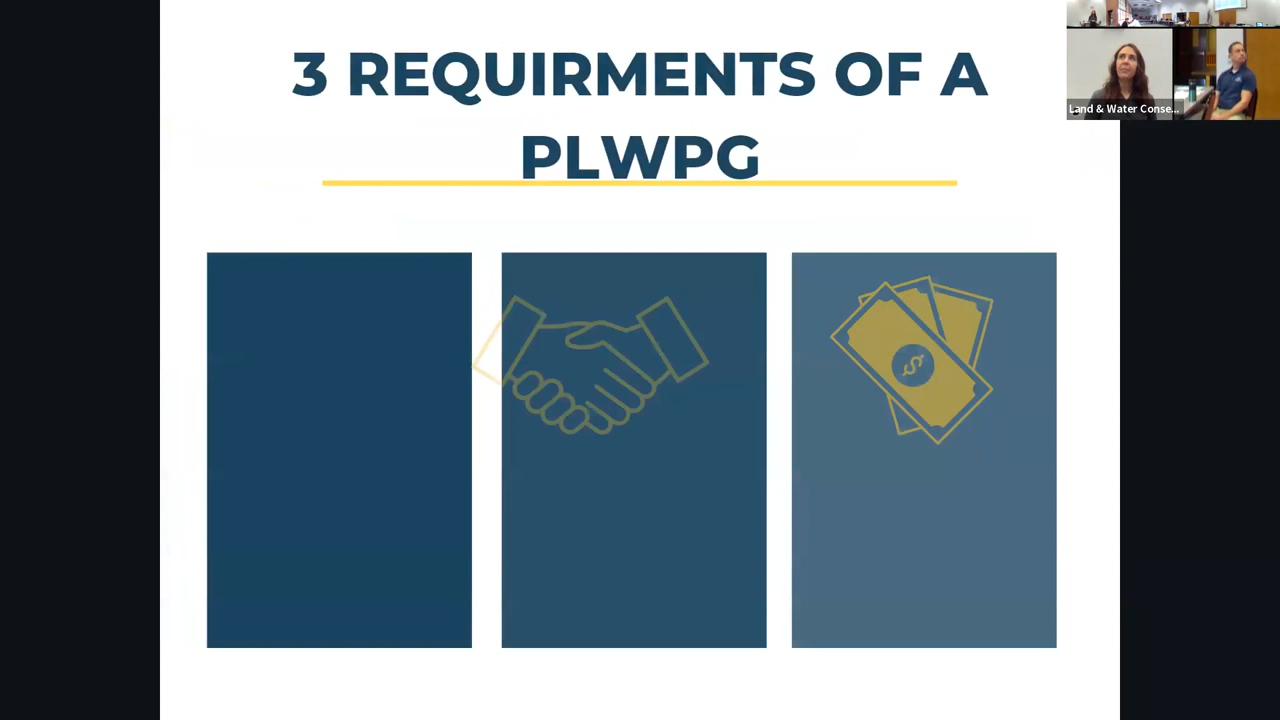 3 REQUIRMENTS OF A
PLWPG
$
Land & Water Conse...